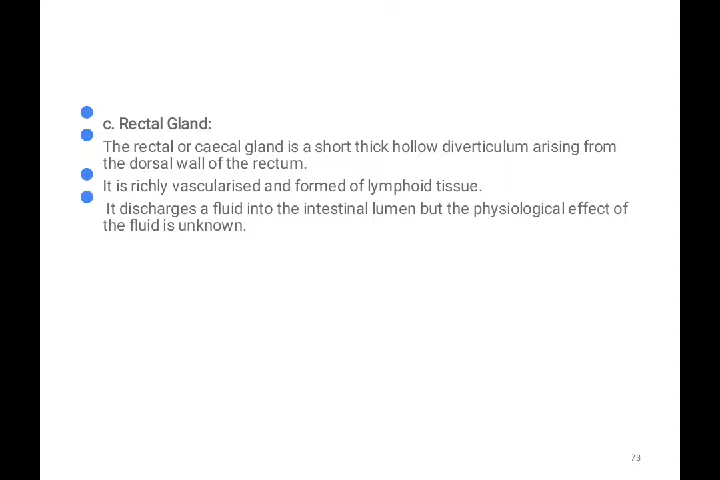 c. Rectal Gland:
The rectal or caecal gland is a short thick hollow diverticulum arising from
the dorsal wall of the rectum.
It is richly vascularised and formed of lymphoid tissue.
It discharges a fluid into the intestinal lumen but the physiological effect of
the fluid is unknown.
73